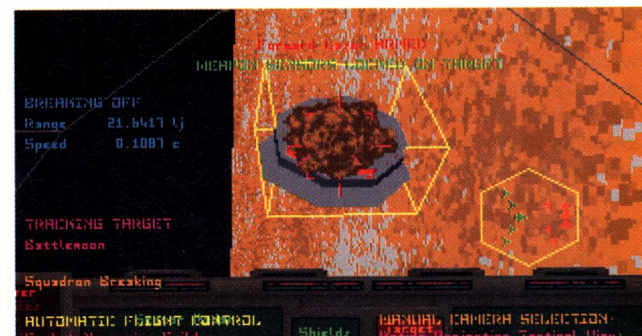 Forward Laser ARMED
WEAPON SENSORS LOCKED ON TARGET
BREAKING OFF
Range 21.6417 lj
Speed 0.1087 c
TRACKING TARGET
Battlemoon
Squadron Breaking
AUTOMATIC FLIGHT CONTROL
Shields
Target
MANUAL CAMERA SELECTION